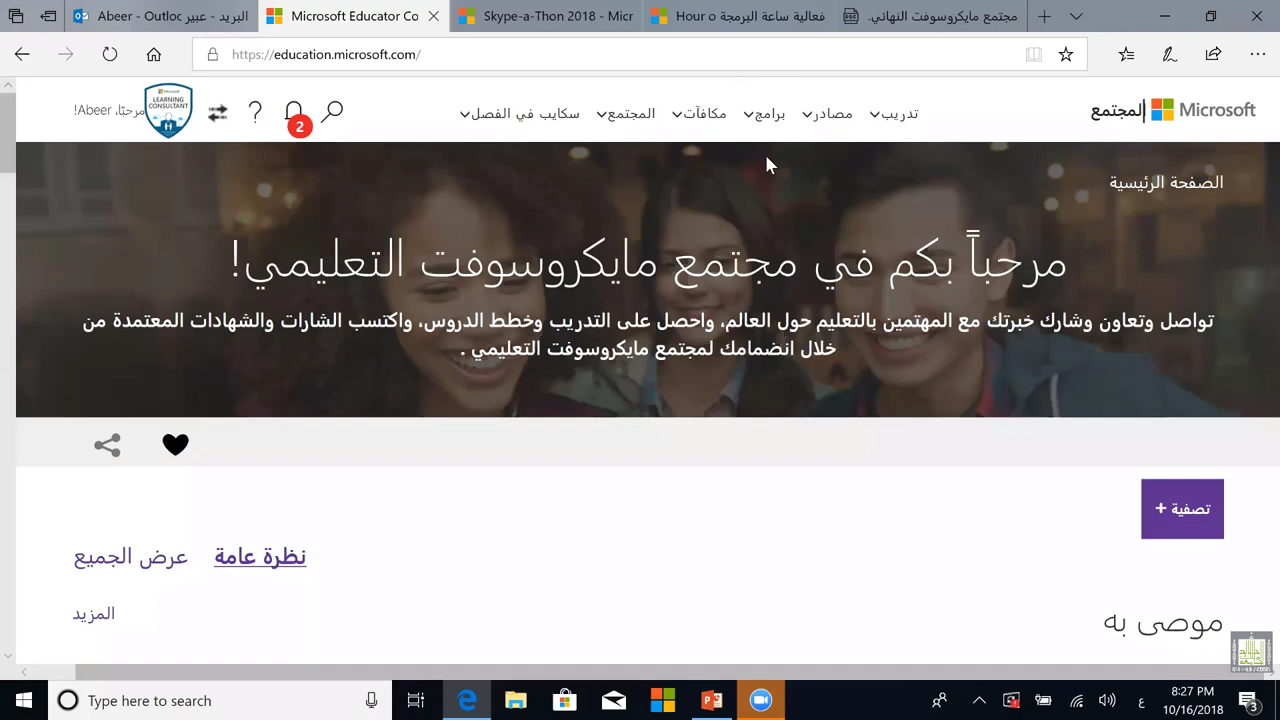 البريد - عبير Abeer - Outloc
Microsoft Educator Co
Skype-a-Thon 2018 - Micr
فعالية ساعة البرمجة Hour o
مجتمع مايكروسوفت النهائي.
https://education.microsoft.com/
Microsoft
المجتمع
تدريب
مصادر
برامج
مكافآت
المجتمع
سكايب في الفصل
2
Microsoft
LEARNING
CONSULTANT
مرحبًا، Abeer!
الصفحة الرئيسية
مرحباً بكم في مجتمع مايكروسوفت التعليمي!
تواصل وتعاون وشارك خبرتك مع المهتمين بالتعليم حول العالم، واحصل على التدريب وخطط الدروس، واكتسب الشارات والشهادات المعتمدة من
خلال انضمامك لمجتمع مايكروسوفت التعليمي .
تصفية +
نظرة عامة
عرض الجميع
المزيد
موصى به
Type here to search
ع
8:27 PM
10/16/2018
3